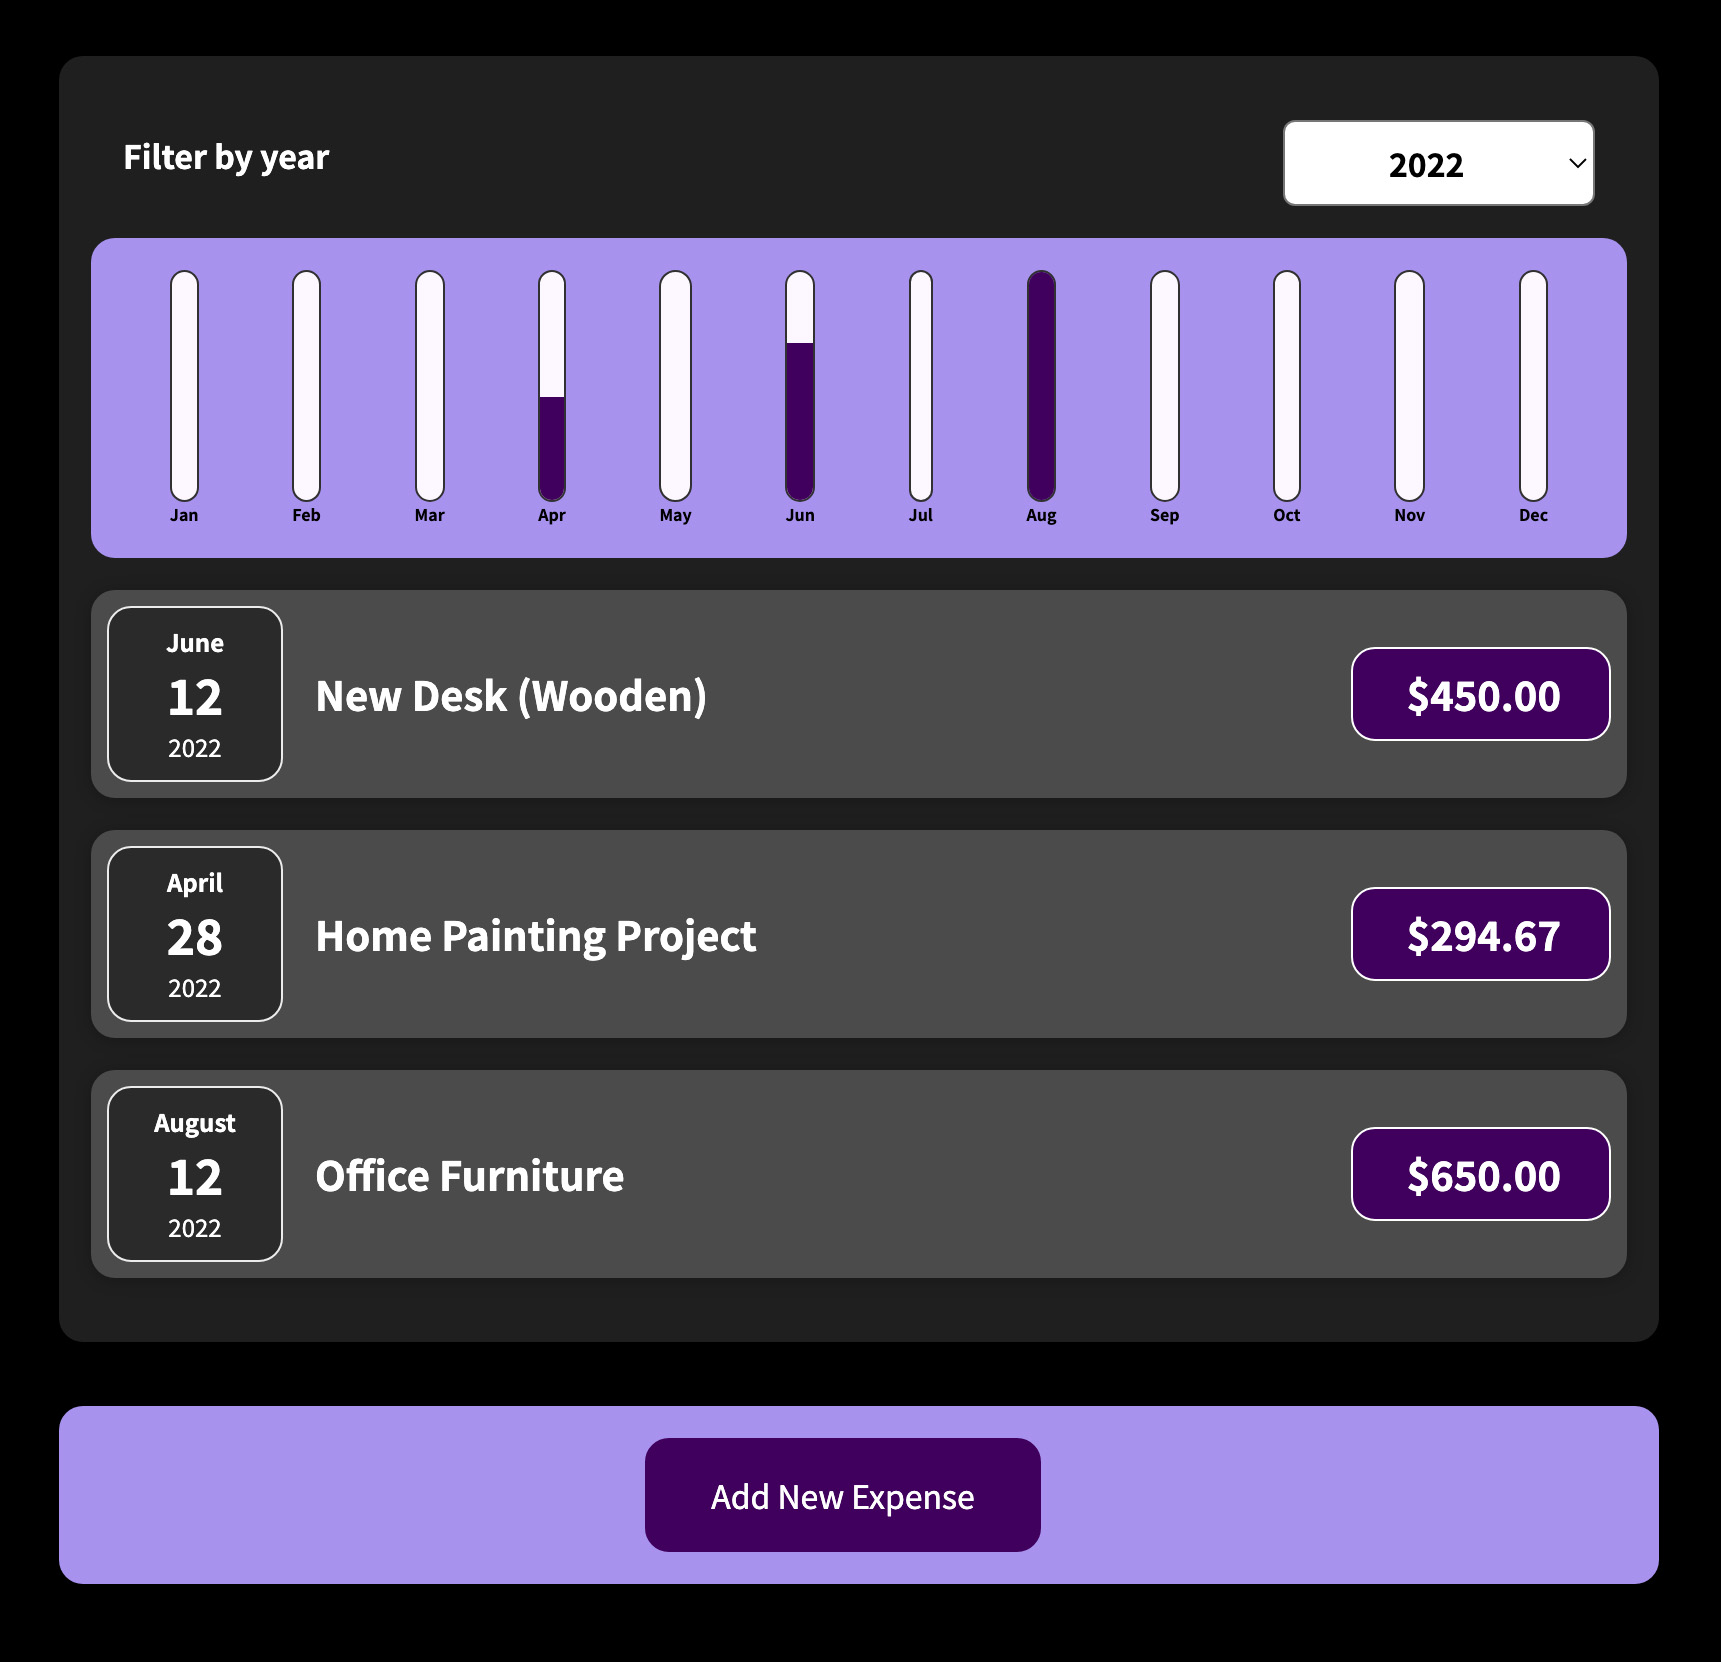 Filter by year
2022
Jan Feb Mar Apr May Jun Jul Aug Sep Oct Nov Dec
June
12
2022
New Desk (Wooden)
$450.00
April
28
2022
Home Painting Project
$294.67
August
12
2022
Office Furniture
$650.00
Add New Expense